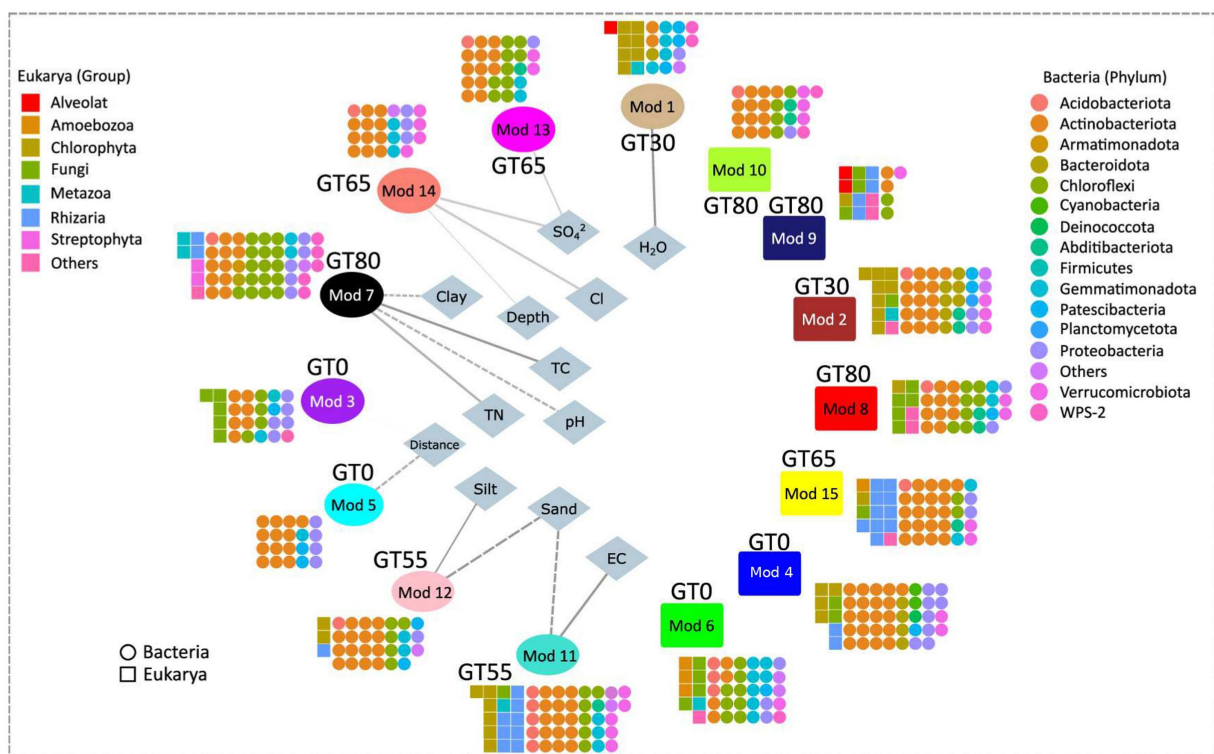 Eukarya (Group)
Alveolat
Amoebozoa
Chlorophyta
Fungi
Metazoa
Rhizaria
Streptophyta
Others
Bacteria (Phylum)
Acidobacteriota
Actinobacteriota
Armatimonadota
Bacteroidota
Chloroflexi
Cyanobacteria
Deinococcota
Abditibacteriota
Firmicutes
Gemmatimonadota
Patescibacteria
Planctomycetota
Proteobacteria
Others
Verrucomicrobiota
WPS-2
Mod 1
GT30
Mod 13
GT65
GT65
Mod 14
GT80
Mod 7
GT0
Mod 3
GT0
Mod 5
GT55
Mod 12
GT55
Mod 11
Mod 10
GT80
GT80
Mod 9
GT30
Mod 2
GT80
Mod 8
GT65
Mod 15
GT0
Mod 4
GT0
Mod 6
SO₄²
H₂O
Clay
Depth
Cl
TC
TN
pH
Distance
Silt
Sand
EC
Bacteria
Eukarya